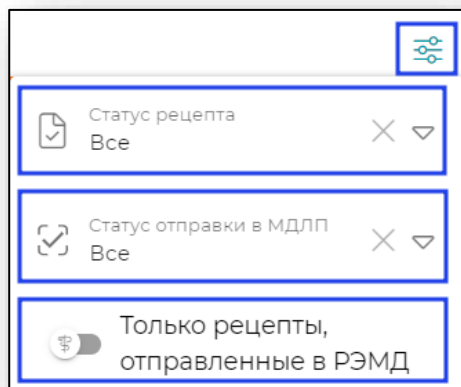 Статус рецепта
Все
Статус отправки в МДЛП
Все
Только рецепты,
отправленные в РЭМД